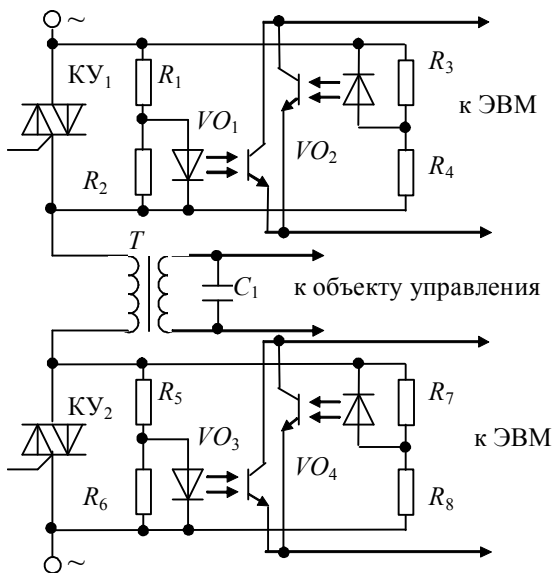 ~
КУ1
R1
R3
VO1
к ЭВМ
VO2
R2
R4
T
C1
к объекту управления
КУ2
R5
R7
VO3
к ЭВМ
VO4
R6
R8
~